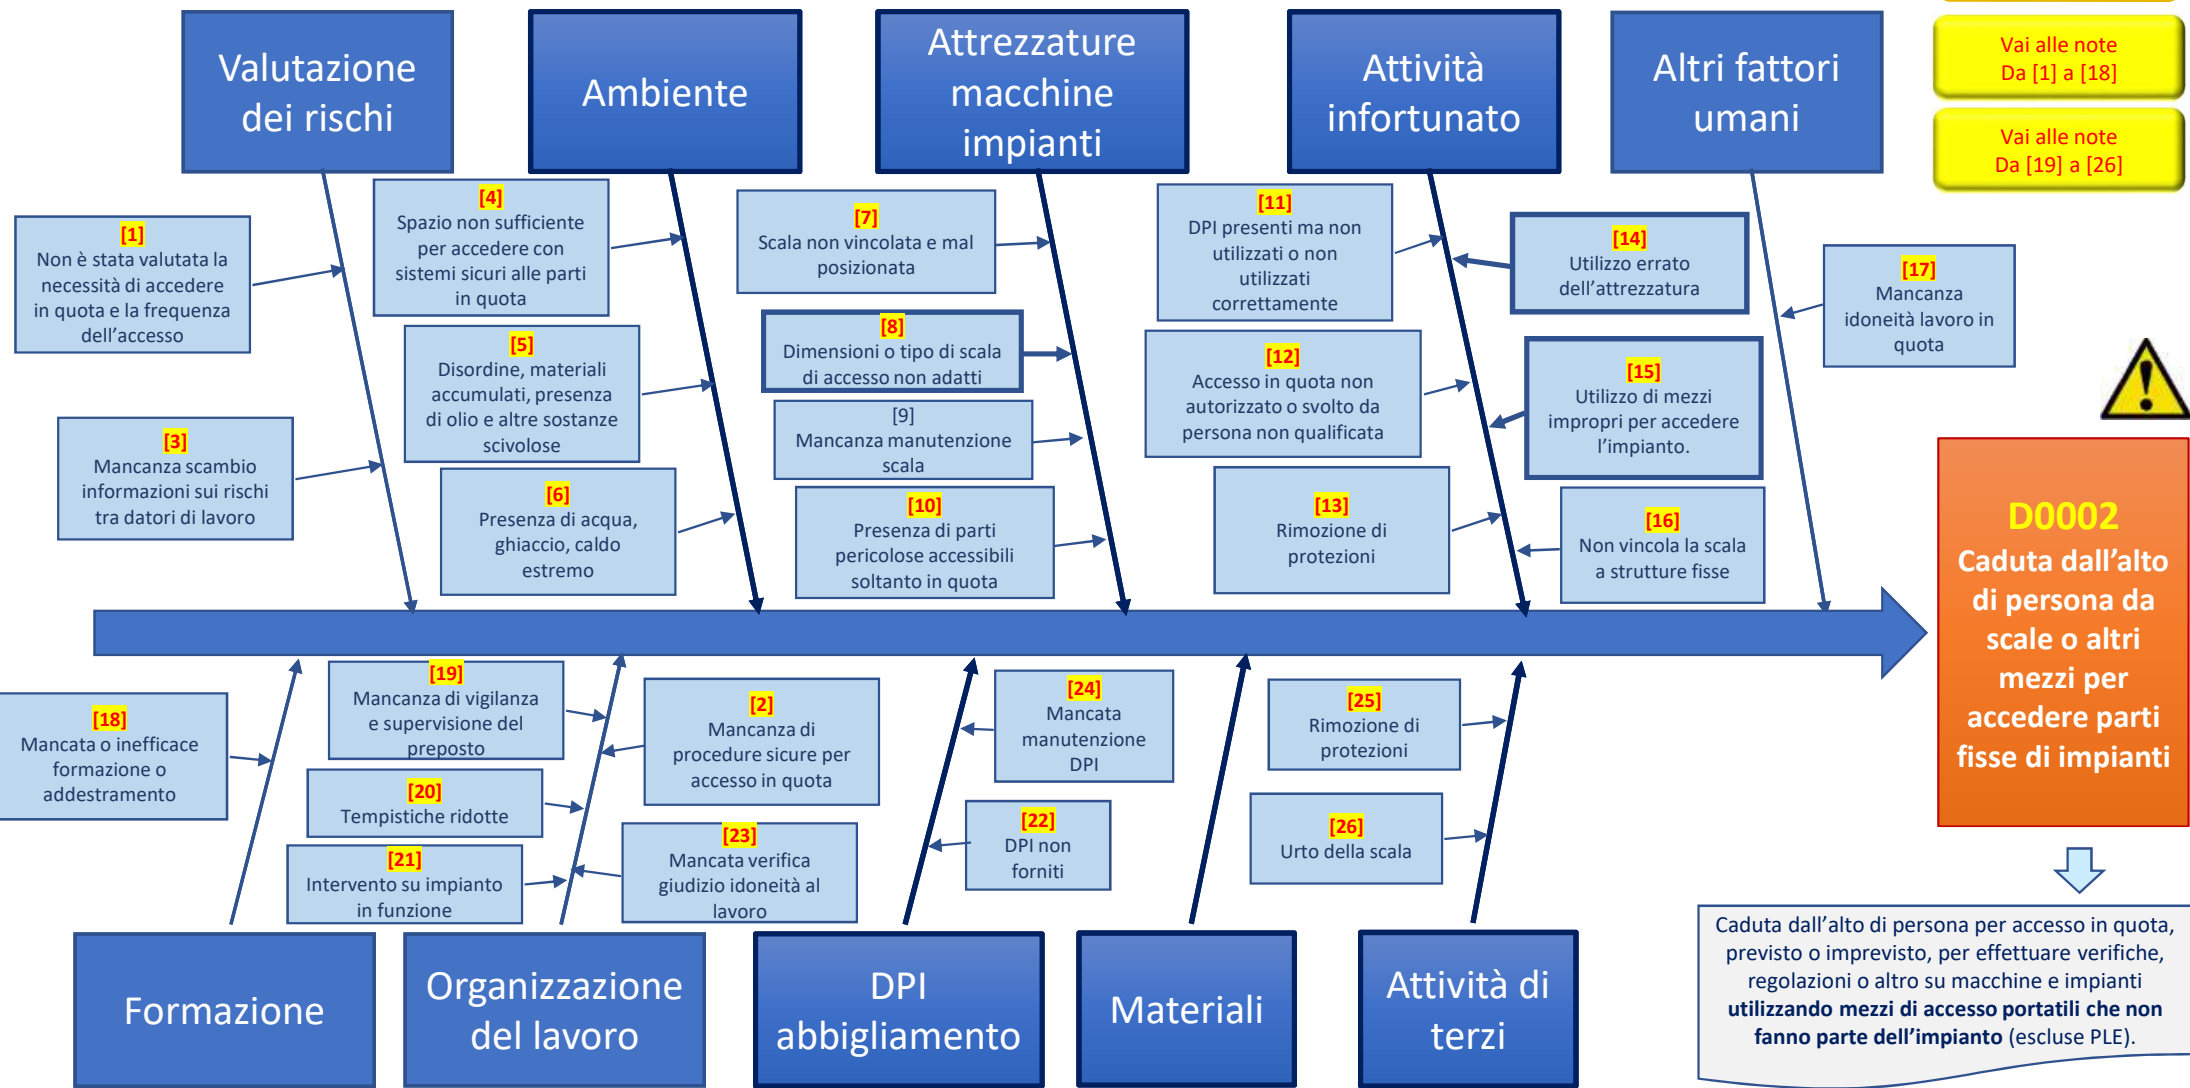 Valutazione
dei rischi
Ambiente
Attrezzature
macchine
impianti
Attività
infortunato
Altri fattori
umani
Vai alle note
Da [1] a [18]
Vai alle note
Da [19] a [26]
[1]
Non è stata valutata la
necessità di accedere
in quota e la frequenza
dell'accesso
[3]
Mancanza scambio
informazioni sui rischi
tra datori di lavoro
[4]
Spazio non sufficiente
per accedere con
sistemi sicuri alle parti
in quota
[5]
Disordine, materiali
accumulati, presenza
di olio e altre sostanze
scivolose
[6]
Presenza di acqua,
ghiaccio, caldo
estremo
[7]
Scala non vincolata e mal
posizionata
[8]
Dimensioni o tipo di scala
di accesso non adatti
[9]
Mancanza manutenzione
scala
[10]
Presenza di parti
pericolose accessibili
soltanto in quota
[11]
DPI presenti ma non
utilizzati o non
utilizzati
correttamente
[12]
Accesso in quota non
autorizzato o svolto da
persona non qualificata
[13]
Rimozione di
protezioni
[14]
Utilizzo errato
dell'attrezzatura
[15]
Utilizzo di mezzi
impropri per accedere
l'impianto.
[16]
Non vincola la scala
a strutture fisse
[17]
Mancanza
idoneità lavoro in
quota
D0002
Caduta dall'alto
di persona da
scale o altri
mezzi per
accedere parti
fisse di impianti
[18]
Mancata o inefficace
formazione o
addestramento
[19]
Mancanza di vigilanza
e supervisione del
preposto
[20]
Tempistiche ridotte
[21]
Intervento su impianto
in funzione
[2]
Mancanza di
procedure sicure per
accesso in quota
[23]
Mancata verifica
giudizio idoneità al
lavoro
[24]
Mancata
manutenzione
DPI
[22]
DPI non
forniti
[25]
Rimozione di
protezioni
[26]
Urto della scala
Formazione
Organizzazione
del lavoro
DPI
abbigliamento
Materiali
Attività di
terzi
Caduta dall'alto di persona per accesso in quota,
previsto o imprevisto, per effettuare verifiche,
regolazioni o altro su macchine e impianti
utilizzando mezzi di accesso portatili che non
fanno parte dell'impianto (escluse PLE).